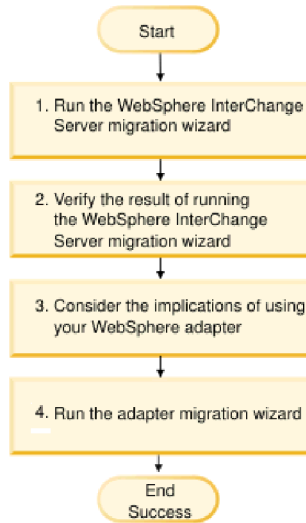 Start
1. Run the WebSphere InterChange
Server migration wizard
2. Verify the result of running
the WebSphere InterChange
Server migration wizard
3. Consider the implications of using
your WebSphere adapter
4. Run the adapter migration wizard
End
Success